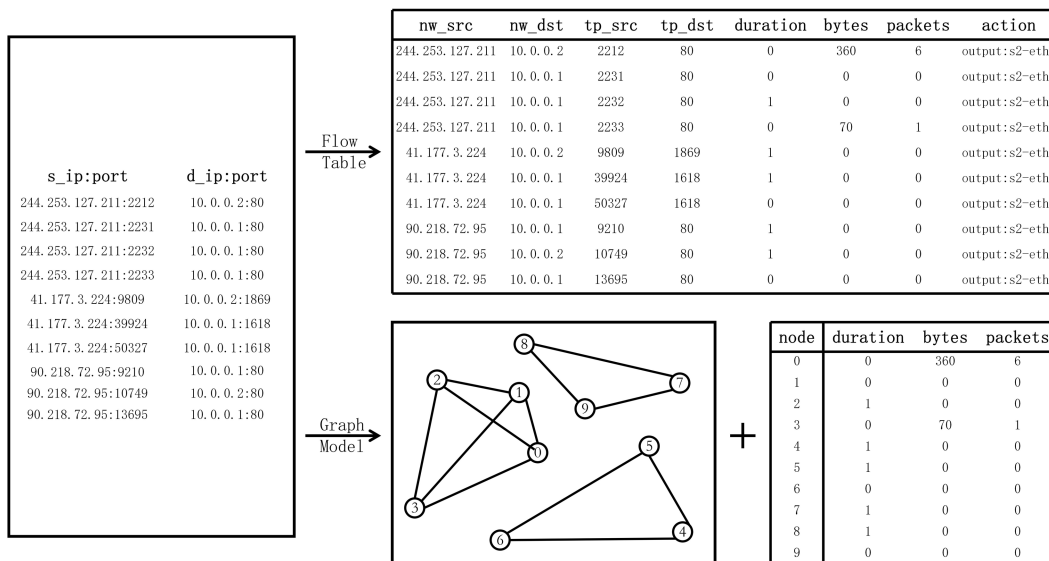 s_ip:port d_ip:port
244.253.127.211:2212 10.0.0.2:80
244.253.127.211:2231 10.0.0.1:80
244.253.127.211:2232 10.0.0.1:80
244.253.127.211:2233 10.0.0.1:80
41.177.3.224:9809 10.0.0.2:1869
41.177.3.224:39924 10.0.0.1:1618
41.177.3.224:50327 10.0.0.1:1618
90.218.72.95:9210 10.0.0.1:80
90.218.72.95:10749 10.0.0.2:80
90.218.72.95:13695 10.0.0.1:80
Flow
Table
nw_src nw_dst tp_src tp_dst duration bytes packets action
244.253.127.211 10.0.0.2 2212 80 0 360 6 output:s2-eth
244.253.127.211 10.0.0.1 2231 80 0 0 0 output:s2-eth
244.253.127.211 10.0.0.1 2232 80 1 0 0 output:s2-eth
244.253.127.211 10.0.0.1 2233 80 0 70 1 output:s2-eth
41.177.3.224 10.0.0.2 9809 1869 1 0 0 output:s2-eth
41.177.3.224 10.0.0.1 39924 1618 1 0 0 output:s2-eth
41.177.3.224 10.0.0.1 50327 1618 0 0 0 output:s2-eth
90.218.72.95 10.0.0.1 9210 80 1 0 0 output:s2-eth
90.218.72.95 10.0.0.2 10749 80 1 0 0 output:s2-eth
90.218.72.95 10.0.0.1 13695 80 0 0 0 output:s2-eth
Graph
Model
8
2
1
7
9
0
5
3
6
4
+
node duration bytes packets
0 0 360 6
1 0 0 0
2 1 0 0
3 0 70 1
4 1 0 0
5 1 0 0
6 0 0 0
7 1 0 0
8 1 0 0
9 0 0 0